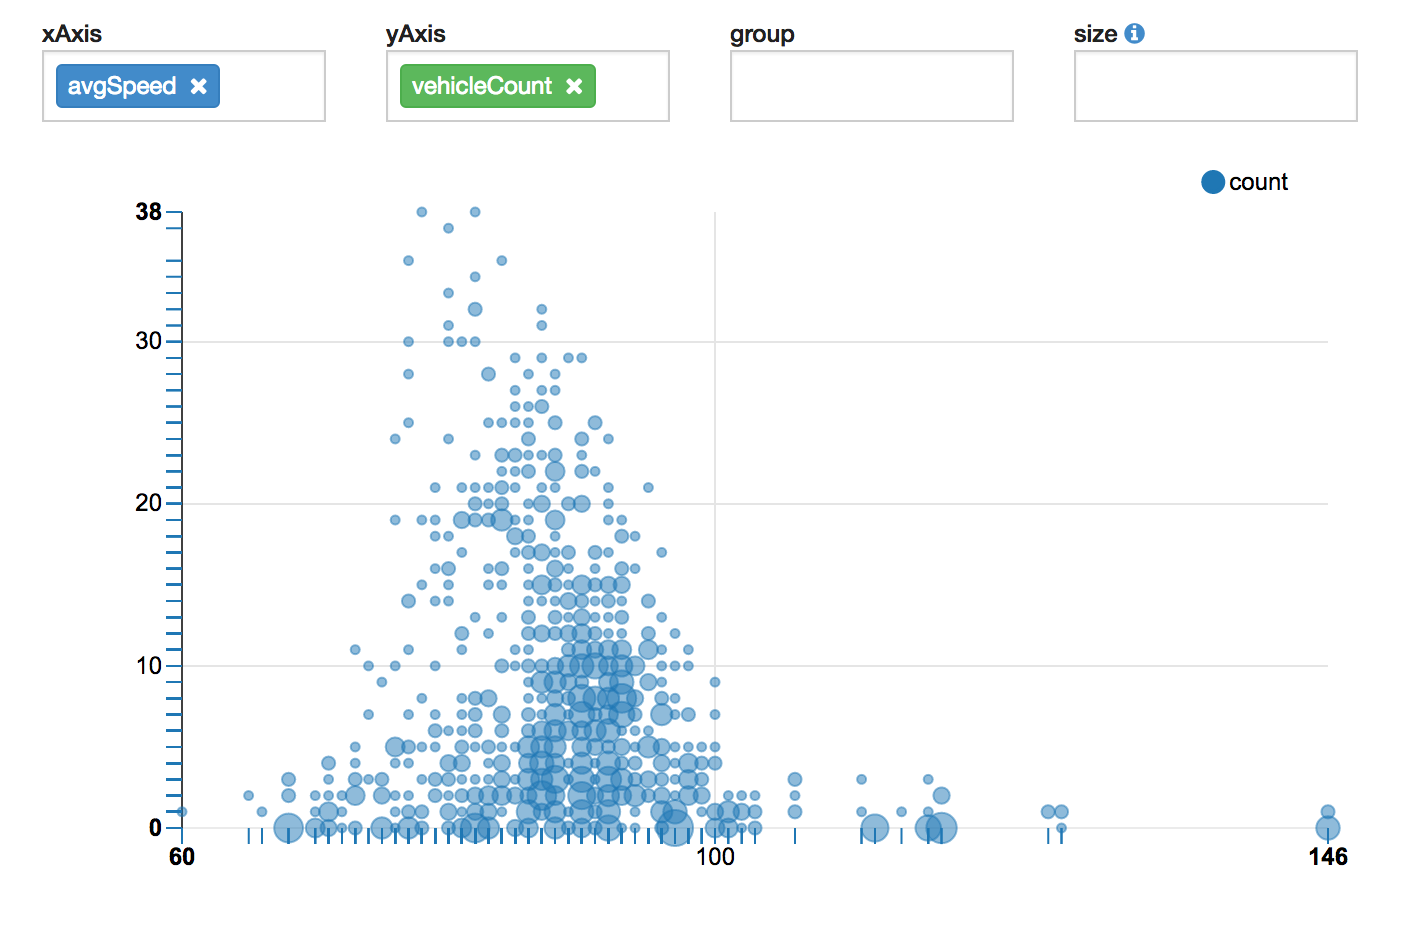 xAxis
yAxis
group
size
avgSpeed
vehicleCount
count
38
30
20
10
0
60
100
146